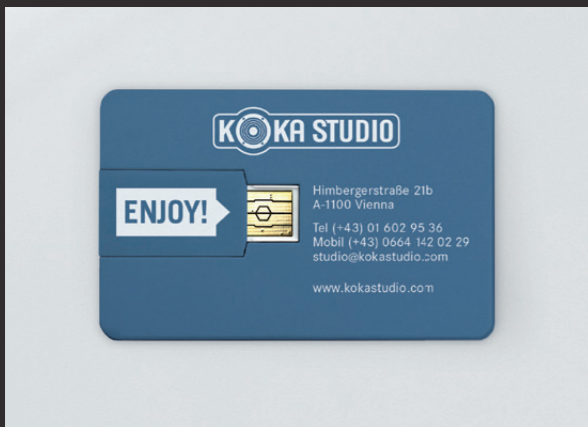 KOKA STUDIO
ENJOY!
Himbergerstraße 21b
A-1100 Vienna
Tel (+43) 01 602 95 36
Mobil (+43) 0664 142 02 29
studio@kokastudio.com
www.kokastudio.com